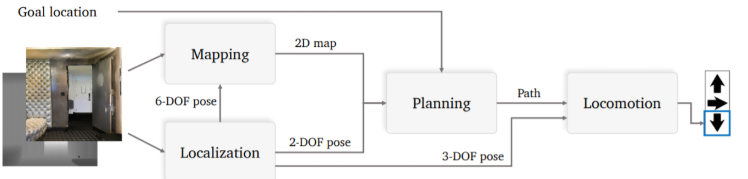 Goal location
Mapping
2D map
6-DOF pose
Planning
Path
Locomotion
Localization
2-DOF pose
3-DOF pose